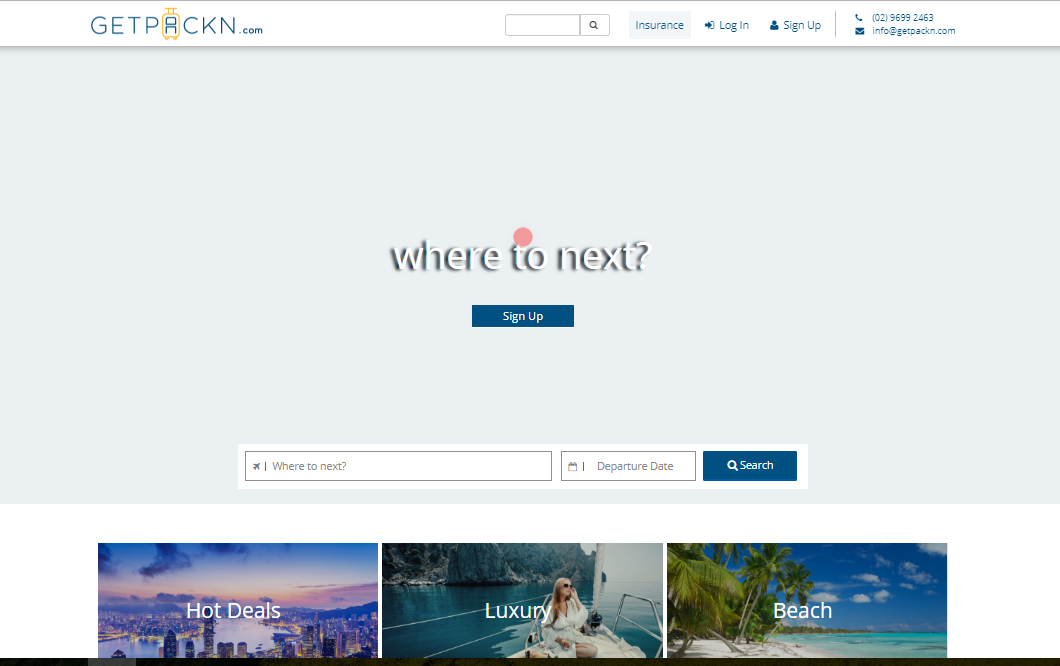 GETPACKN.com
Insurance
Log In
Sign Up
(02) 9699 2463
info@getpackn.com
where to next?
Sign Up
Where to next?
Departure Date
Search
Hot Deals
Luxury
Beach